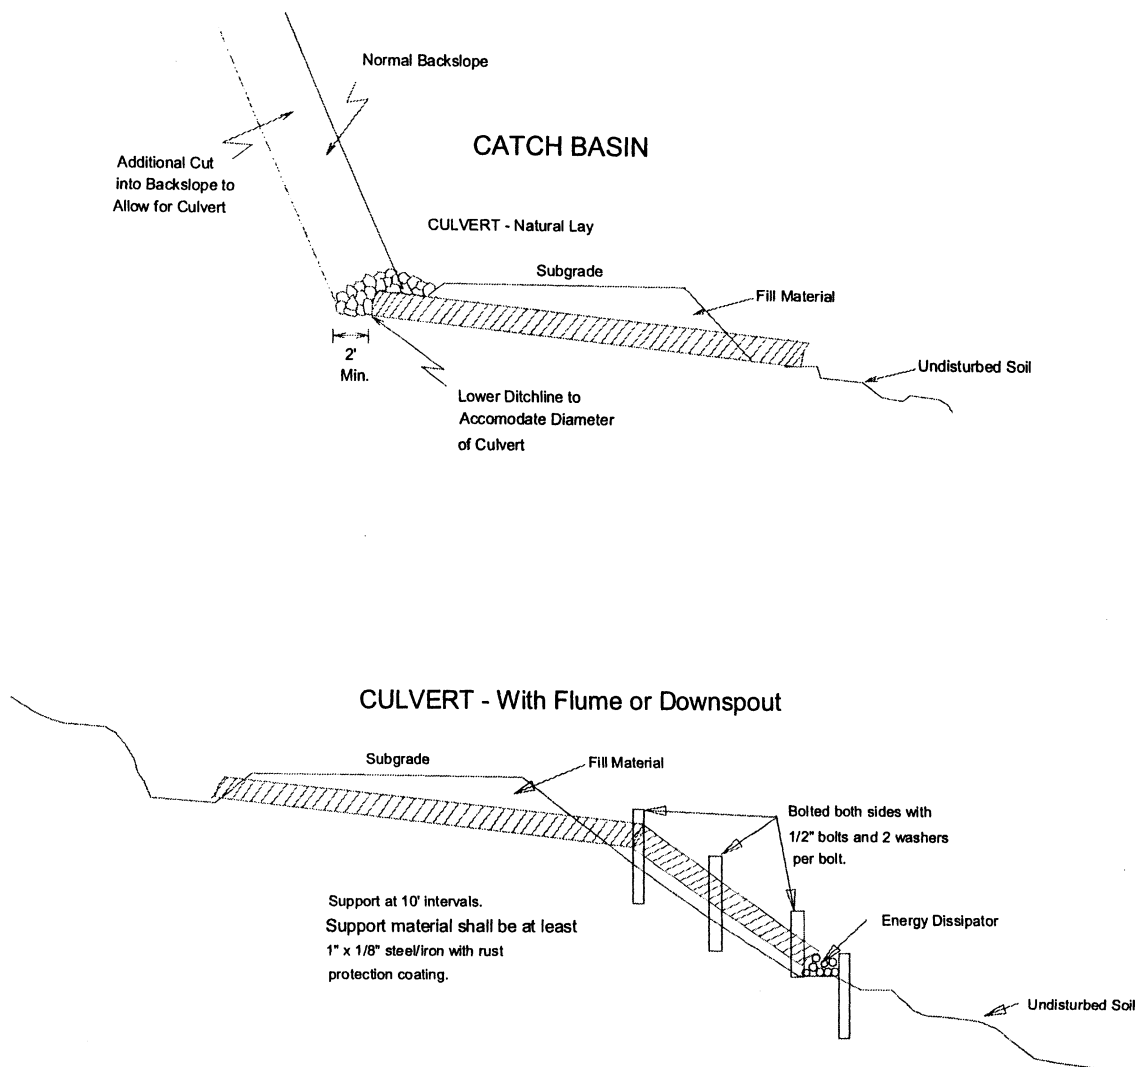 Normal Backslope
CATCH BASIN
Additional Cut
into Backslope to
Allow for Culvert
CULVERT - Natural Lay
Subgrade
Fill Material
2'
Min.
Undisturbed Soil
Lower Ditchline to
Accomodate Diameter
of Culvert
CULVERT - With Flume or Downspout
Subgrade
Fill Material
Bolted both sides with
1/2" bolts and 2 washers
per bolt.
Support at 10' intervals.
Support material shall be at least
1" x 1/8" steel/iron with rust
protection coating.
Energy Dissipator
Undisturbed Soil